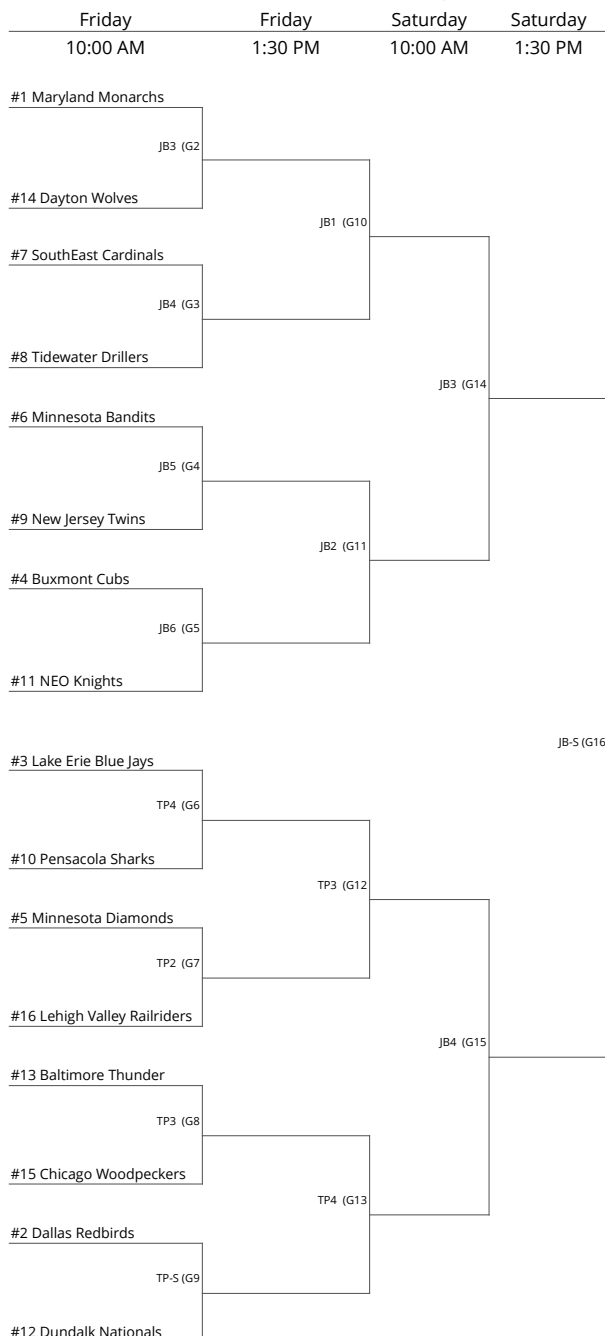 Friday Friday Saturday Saturday
10:00 AM 1:30 PM 10:00 AM 1:30 PM
#1 Maryland Monarchs
JB3 (G2
#14 Dayton Wolves
JB1 (G10
#7 SouthEast Cardinals
JB4 (G3
#8 Tidewater Drillers
JB3 (G14
#6 Minnesota Bandits
JB5 (G4
#9 New Jersey Twins
JB2 (G11
#4 Buxmont Cubs
JB6 (G5
#11 NEO Knights
JB-S (G16
#3 Lake Erie Blue Jays
TP4 (G6
#10 Pensacola Sharks
TP3 (G12
#5 Minnesota Diamonds
TP2 (G7
#16 Lehigh Valley Railriders
JB4 (G15
#13 Baltimore Thunder
TP3 (G8
#15 Chicago Woodpeckers
TP4 (G13
#2 Dallas Redbirds
TP-S (G9
#12 Dundalk Nationals